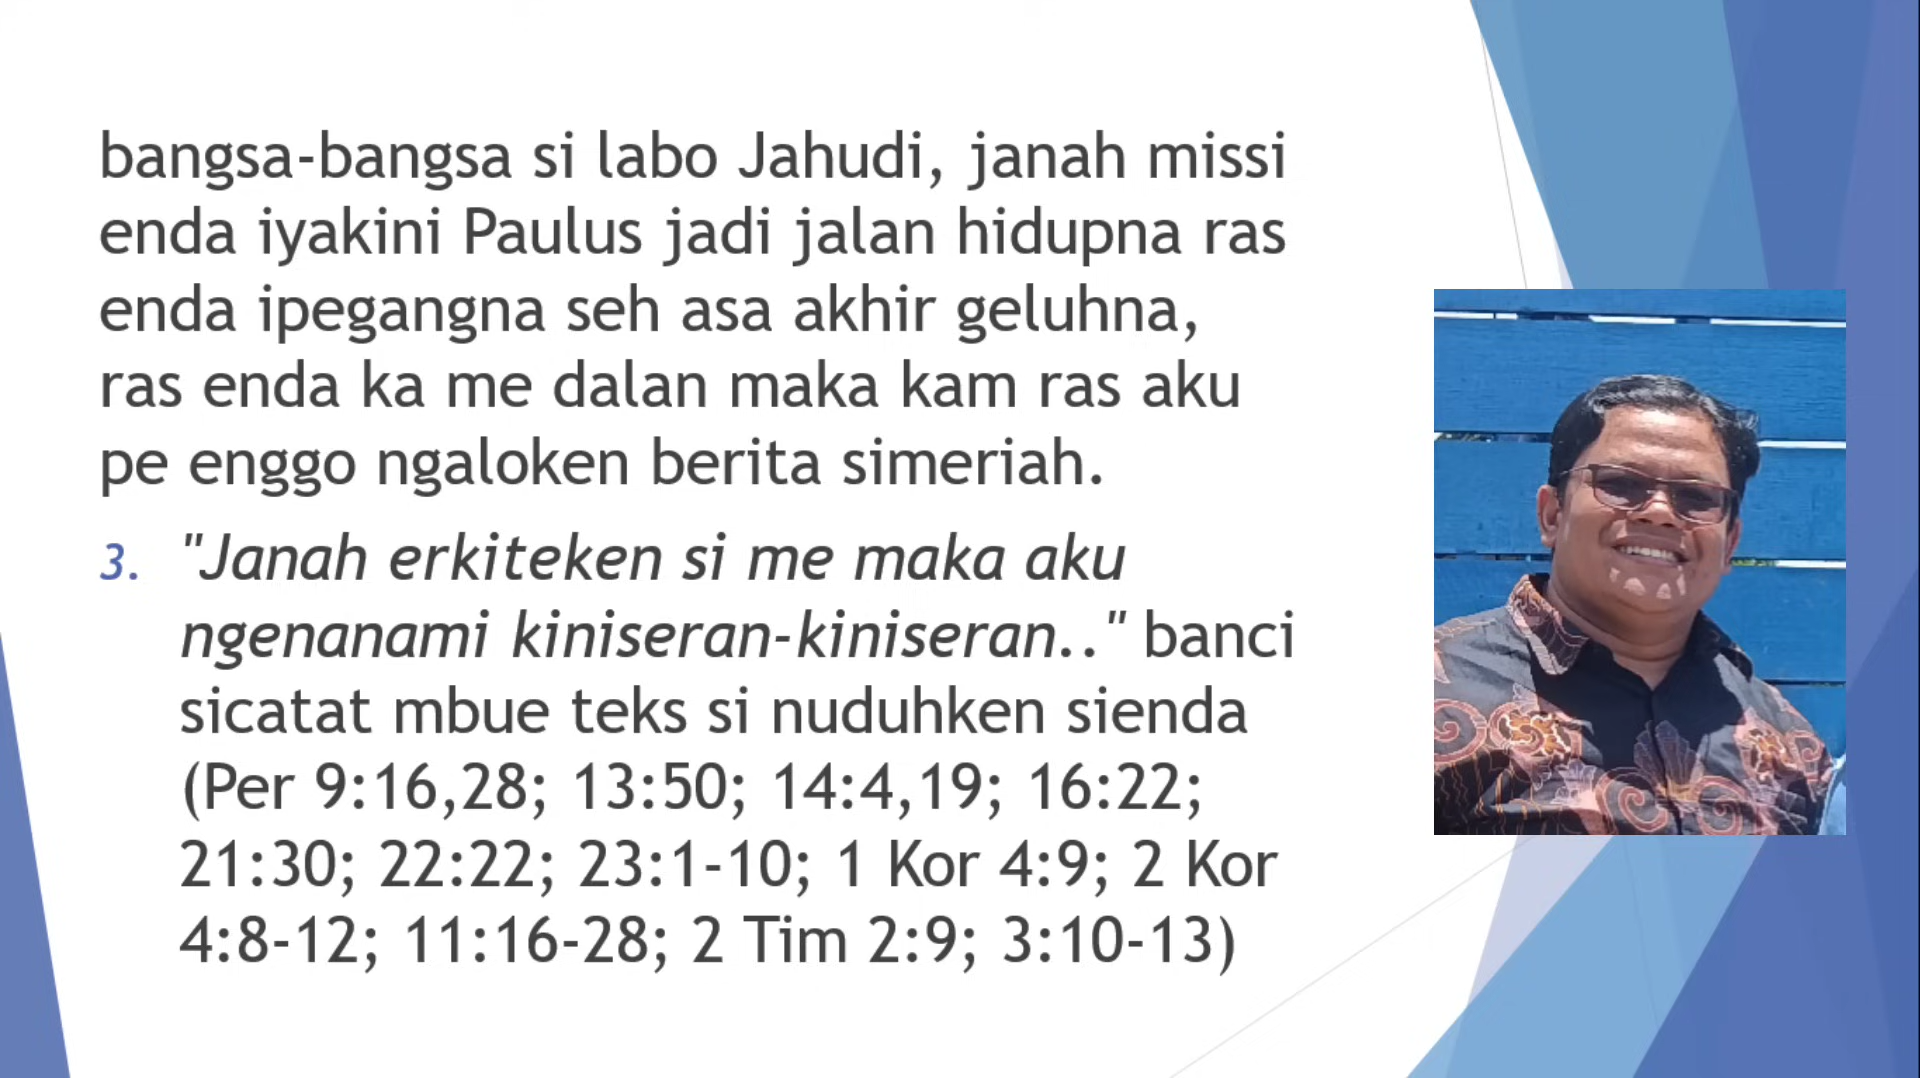 bangsa-bangsa si labo Jahudi, janah missi
enda iyakini Paulus jadi jalan hidupna ras
enda ipegangna seh asa akhir geluhna,
ras enda ka me dalan maka kam ras aku
pe enggo ngaloken berita simeriah.
3. "Janah erkiteken si me maka aku
ngenanami kiniseran-kiniseran.." banci
sicatat mbue teks si nuduhken sienda
(Per 9:16,28; 13:50; 14:4,19; 16:22;
21:30; 22:22; 23:1-10; 1 Kor 4:9; 2 Kor
4:8-12; 11:16-28; 2 Tim 2:9; 3:10-13)